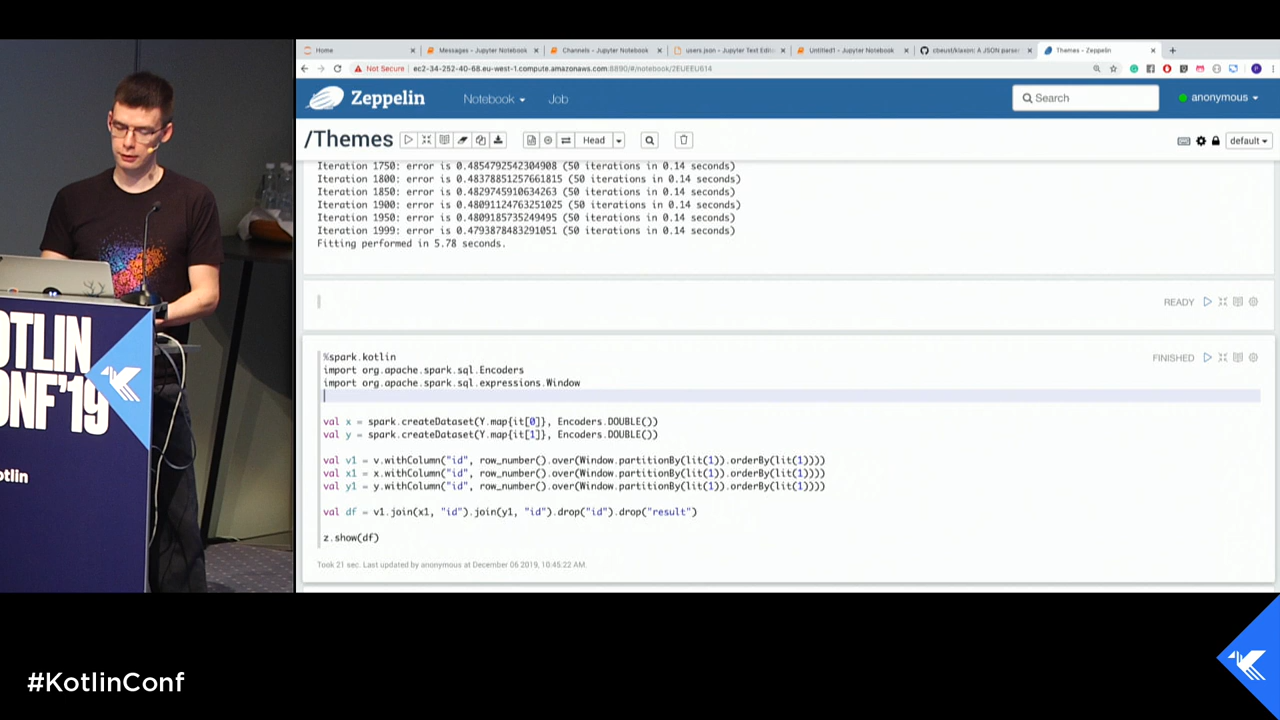 Home
Messages - Jupyter Notebook
Channels - Jupyter Notebook
users.json - Jupyter Text Edit
Untitled1 - Jupyter Notebook
cbeust/klaxon: A JSON parser
Themes - Zeppelin
Not Secure
ec2-34-252-40-68.eu-west-1.compute.amazonaws.com:8890/#/notebook/2EUEEU614
Zeppelin
Notebook
Job
Search
anonymous
/Themes
Head
default
Iteration 1750: error is 0.4854792542304908 (50 iterations in 0.14 seconds)
Iteration 1800: error is 0.48378851257661815 (50 iterations in 0.14 seconds)
Iteration 1850: error is 0.4829745910634263 (50 iterations in 0.14 seconds)
Iteration 1900: error is 0.48091124763251025 (50 iterations in 0.14 seconds)
Iteration 1950: error is 0.4809185735249495 (50 iterations in 0.14 seconds)
Iteration 1999: error is 0.4793878483291051 (50 iterations in 0.14 seconds)
Fitting performed in 5.78 seconds.
READY
FINISHED
%spark.kotlin
import org.apache.spark.sql.Encoders
import org.apache.spark.sql.expressions.Window
val x = spark.createDataset(Y.map{it[0]}, Encoders.DOUBLE())
val y = spark.createDataset(Y.map{it[1]}, Encoders.DOUBLE())
val v1 = v.withColumn("id", row_number().over(Window.partitionBy(lit(1)).orderBy(lit(1))))
val x1 = x.withColumn("id", row_number().over(Window.partitionBy(lit(1)).orderBy(lit(1))))
val y1 = y.withColumn("id", row_number().over(Window.partitionBy(lit(1)).orderBy(lit(1))))
val df = v1.join(x1, "id").join(y1, "id").drop("id").drop("result")
z.show(df)
Took 21 sec. Last updated by anonymous at December 06 2019, 10:45:22 AM.
OTLIN
ONF'19
otlin
#KotlinConf